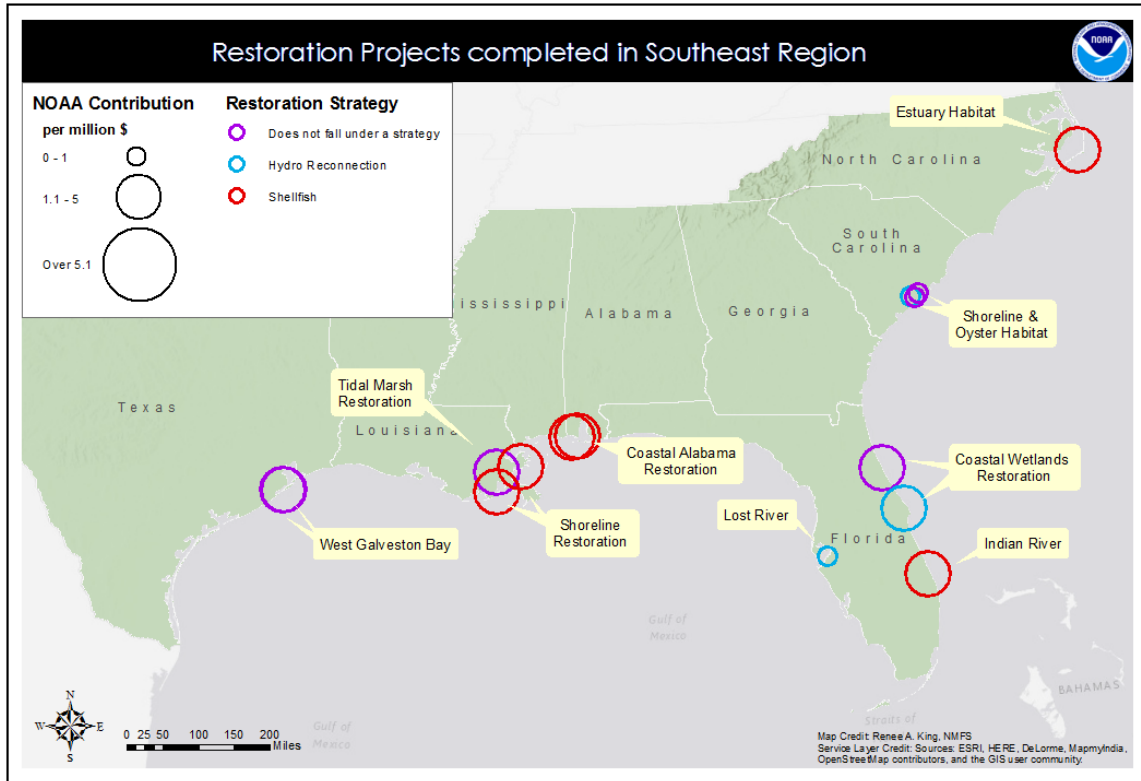 Restoration Projects completed in Southeast Region
NOAA
NOAA Contribution
per million $
0 - 1
1.1 - 5
Over 5.1
Restoration Strategy
Does not fall under a strategy
Hydro Reconnection
Shellfish
Estuary Habitat
North Carolina
South
Carolina
Shoreline &
Oyster Habitat
ississippi
Alabama
Georgia
Tidal Marsh
Restoration
Texas
Louisiana
Coastal Alabama
Restoration
Coastal Wetlands
Restoration
Lost River
Florida
Indian River
Shoreline
Restoration
West Galveston Bay
Gulf of
Mexico
BAHAMAS
Straits of
Gulf of
Mexico
N
W
E
S
0 25 50 100 150 200
Miles
Map Credit: Renee A. King, NMFS
Service Layer Credit: Sources: ESRI, HERE, DeLorme, MapmyIndia,
OpenStreetMap contributors, and the GIS user community.